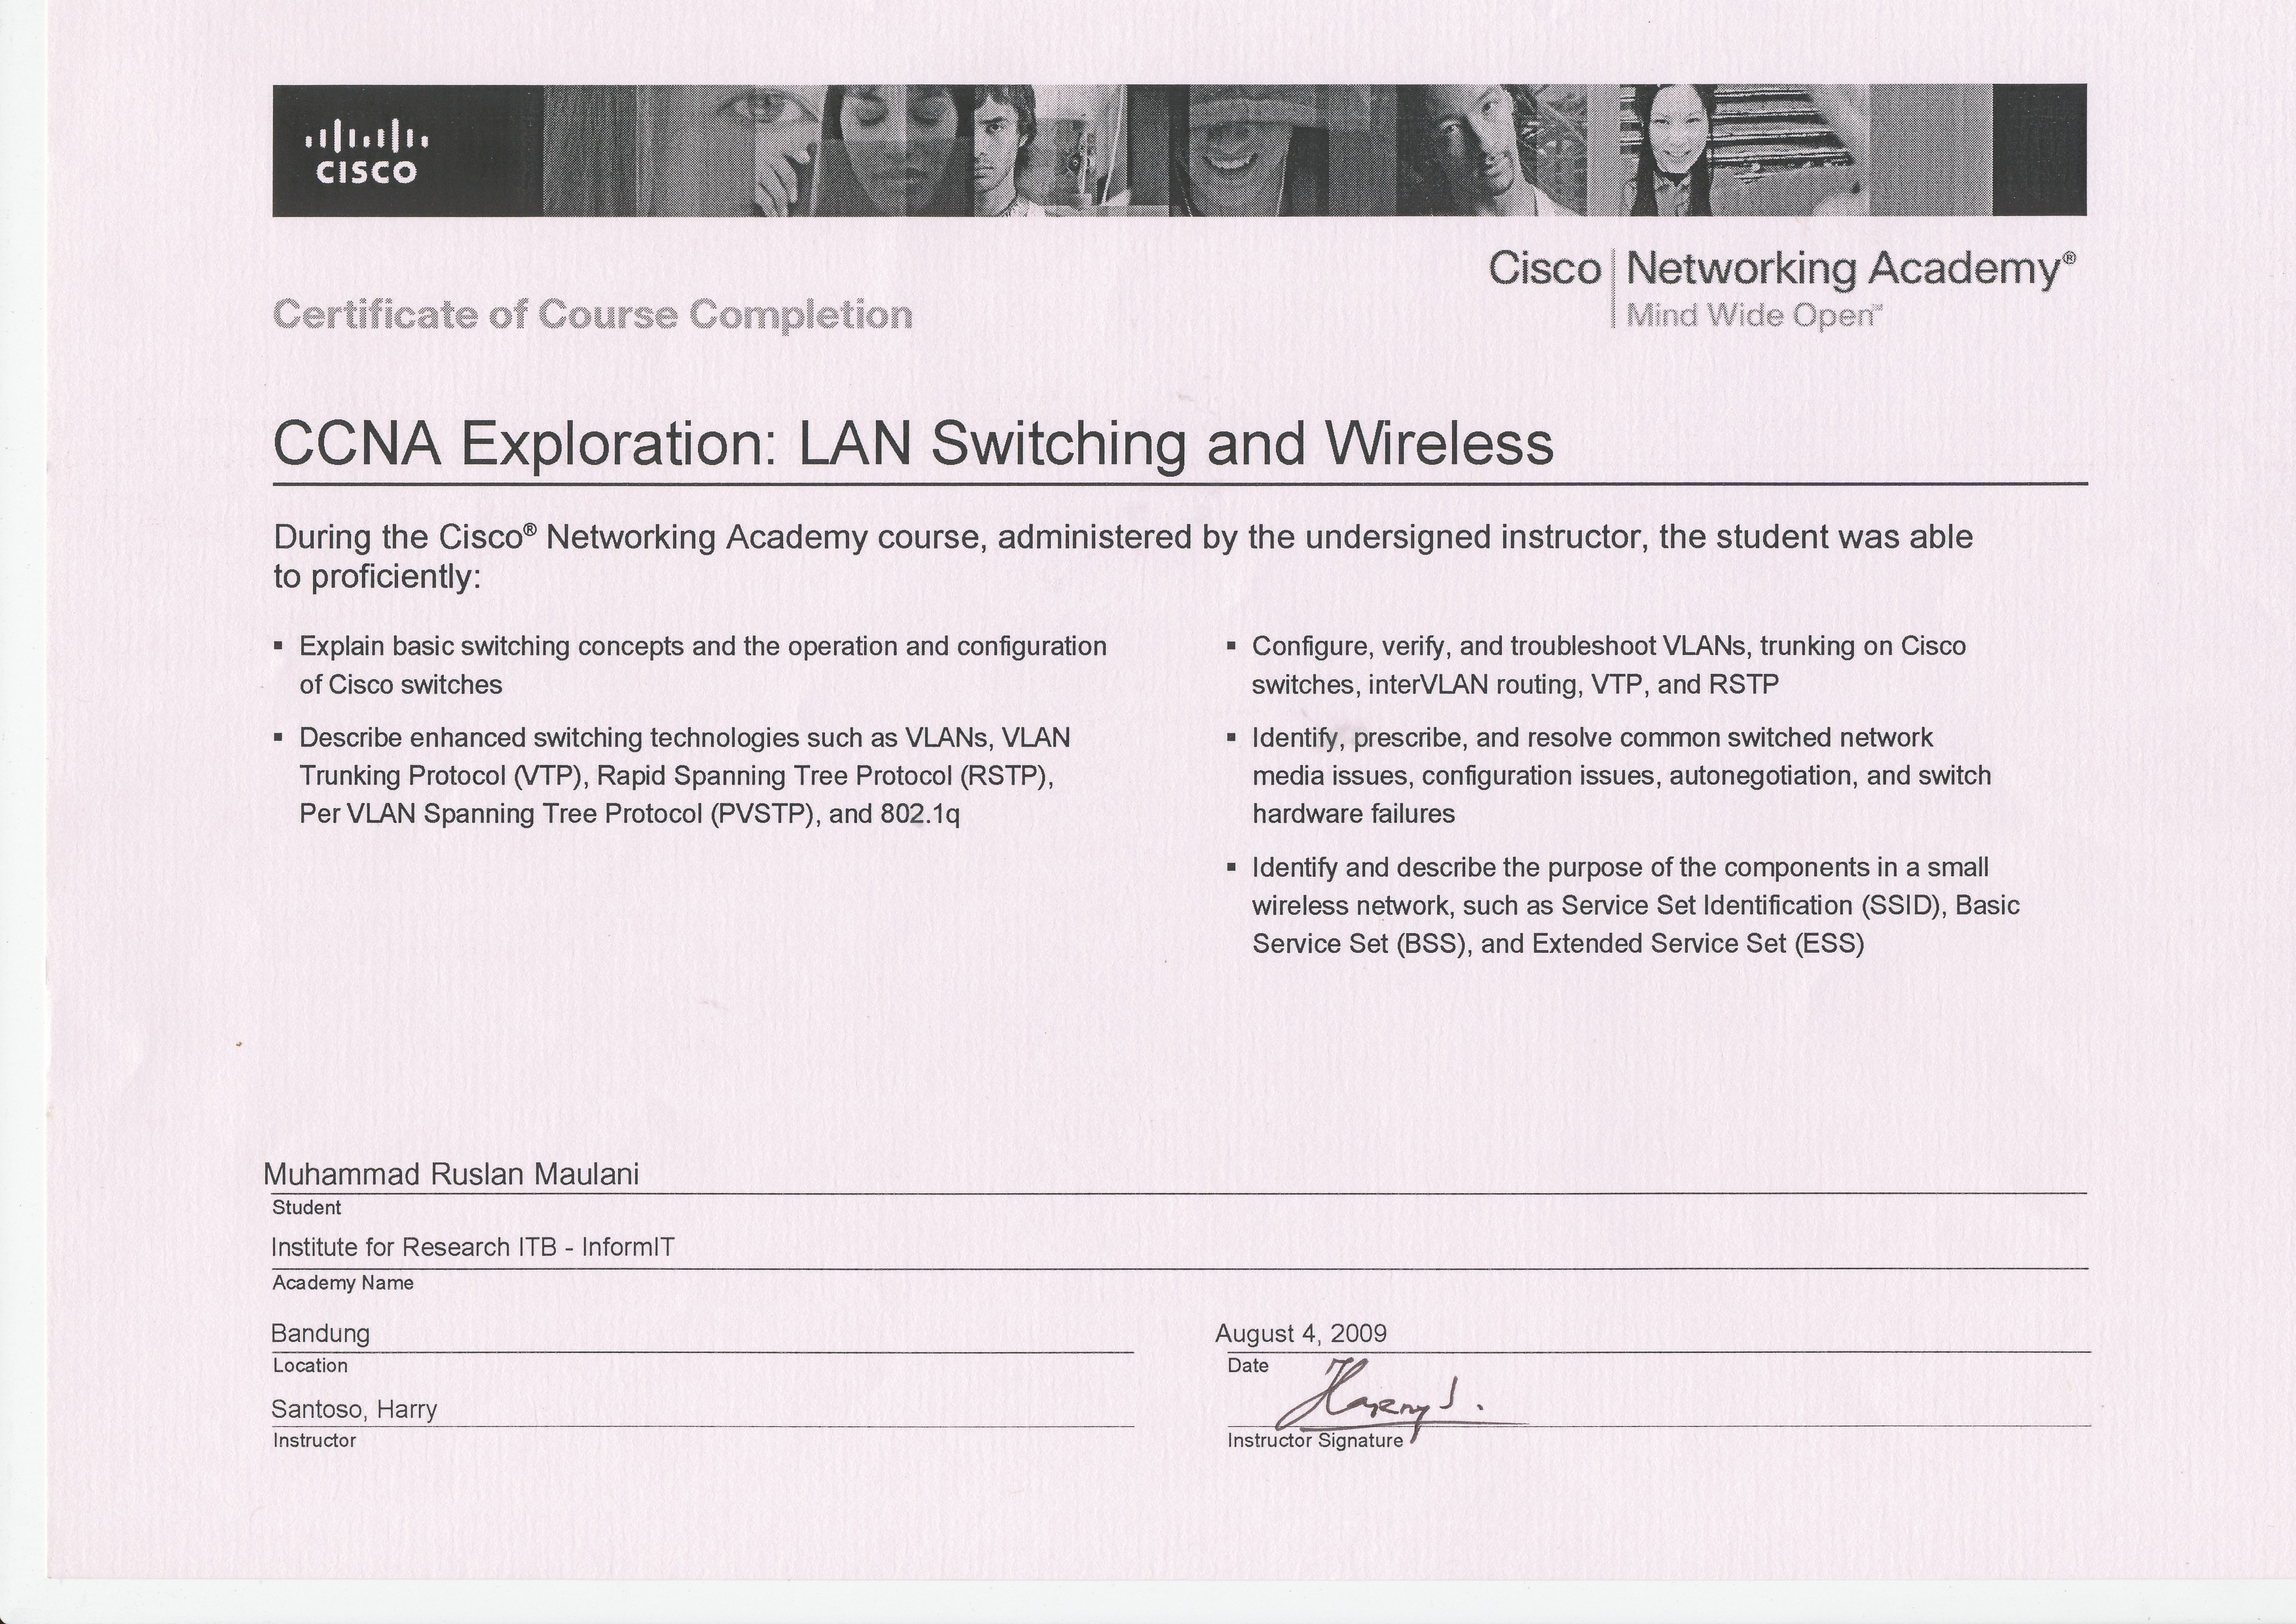 CISCO
Cisco Networking Academy®
Mind Wide Open™
Certificate of Course Completion
CCNA Exploration: LAN Switching and Wireless
During the Cisco® Networking Academy course, administered by the undersigned instructor, the student was able
to proficiently:
▪ Explain basic switching concepts and the operation and configuration
of Cisco switches
▪ Describe enhanced switching technologies such as VLANs, VLAN
Trunking Protocol (VTP), Rapid Spanning Tree Protocol (RSTP),
Per VLAN Spanning Tree Protocol (PVSTP), and 802.1q
▪ Configure, verify, and troubleshoot VLANs, trunking on Cisco
switches, interVLAN routing, VTP, and RSTP
▪ Identify, prescribe, and resolve common switched network
media issues, configuration issues, autonegotiation, and switch
hardware failures
▪ Identify and describe the purpose of the components in a small
wireless network, such as Service Set Identification (SSID), Basic
Service Set (BSS), and Extended Service Set (ESS)
Muhammad Ruslan Maulani
Student
Institute for Research ITB - InformIT
Academy Name
Bandung
Location
August 4, 2009
Date
Santoso, Harry
Instructor
Harry S.
Instructor Signature